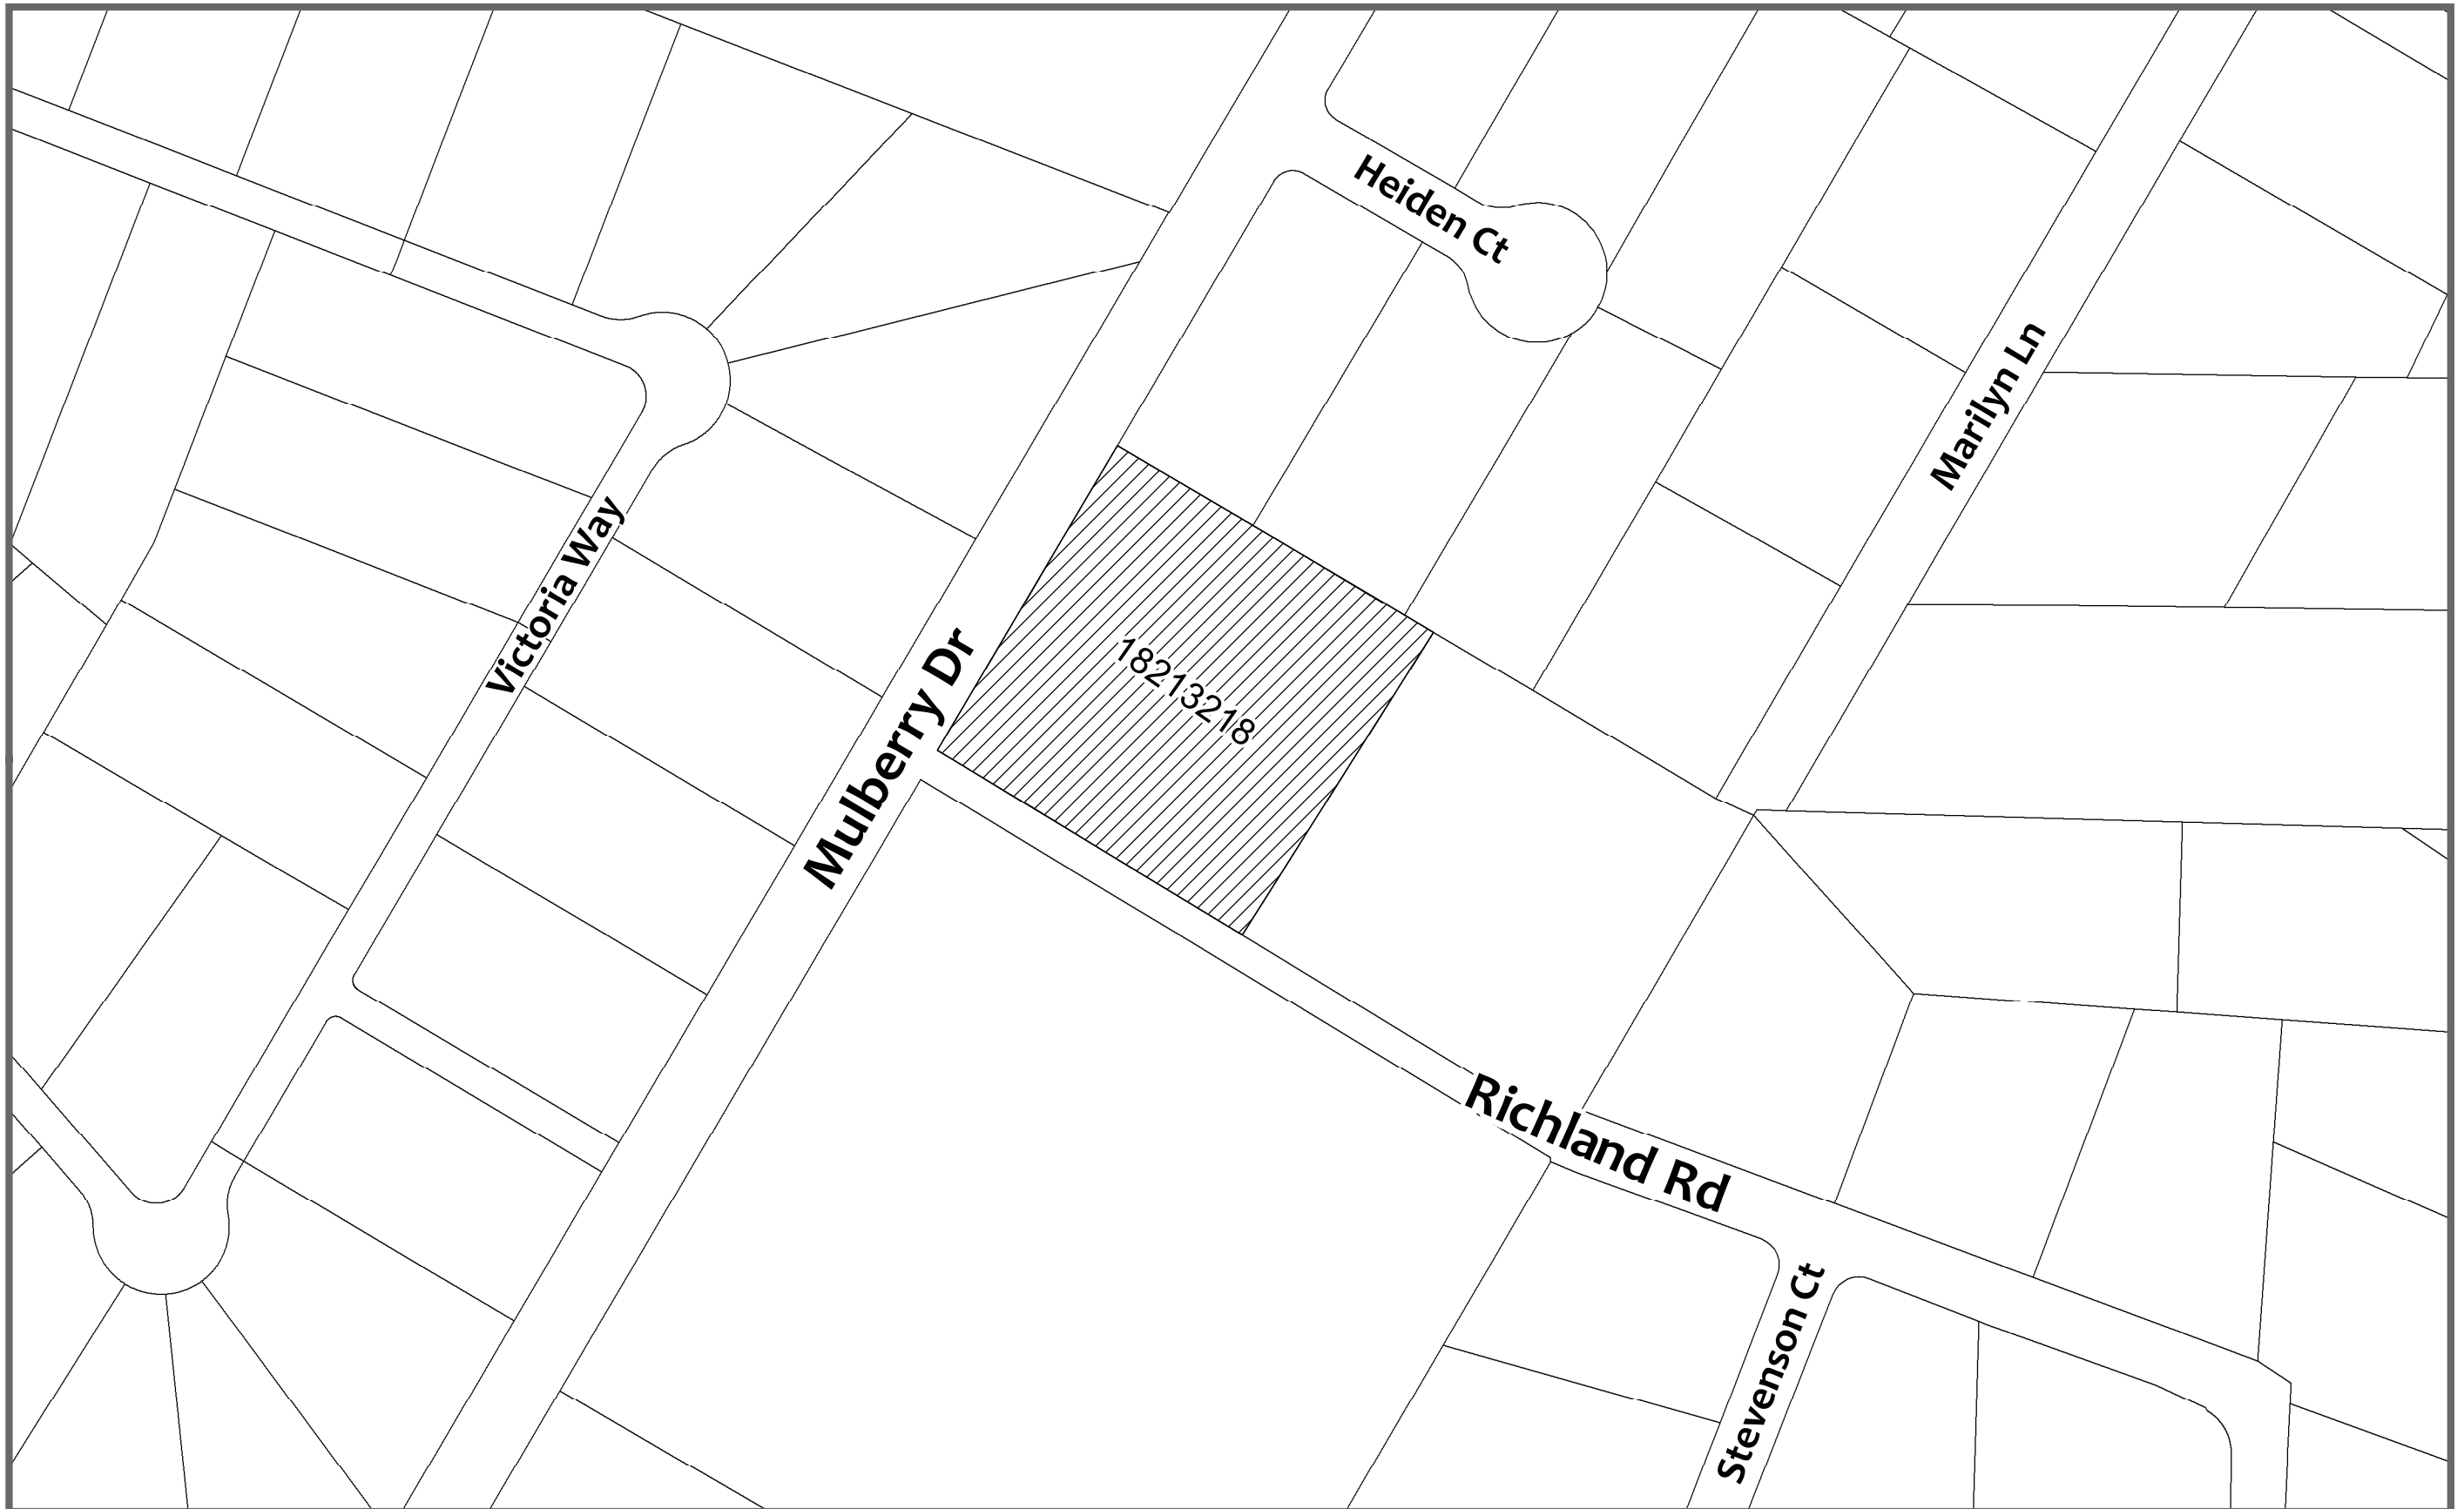 Heiden Ct
Marilyn Ln
Victoria Way
Mulberry Dr
18213218
Richland Rd
Stevenson Ct